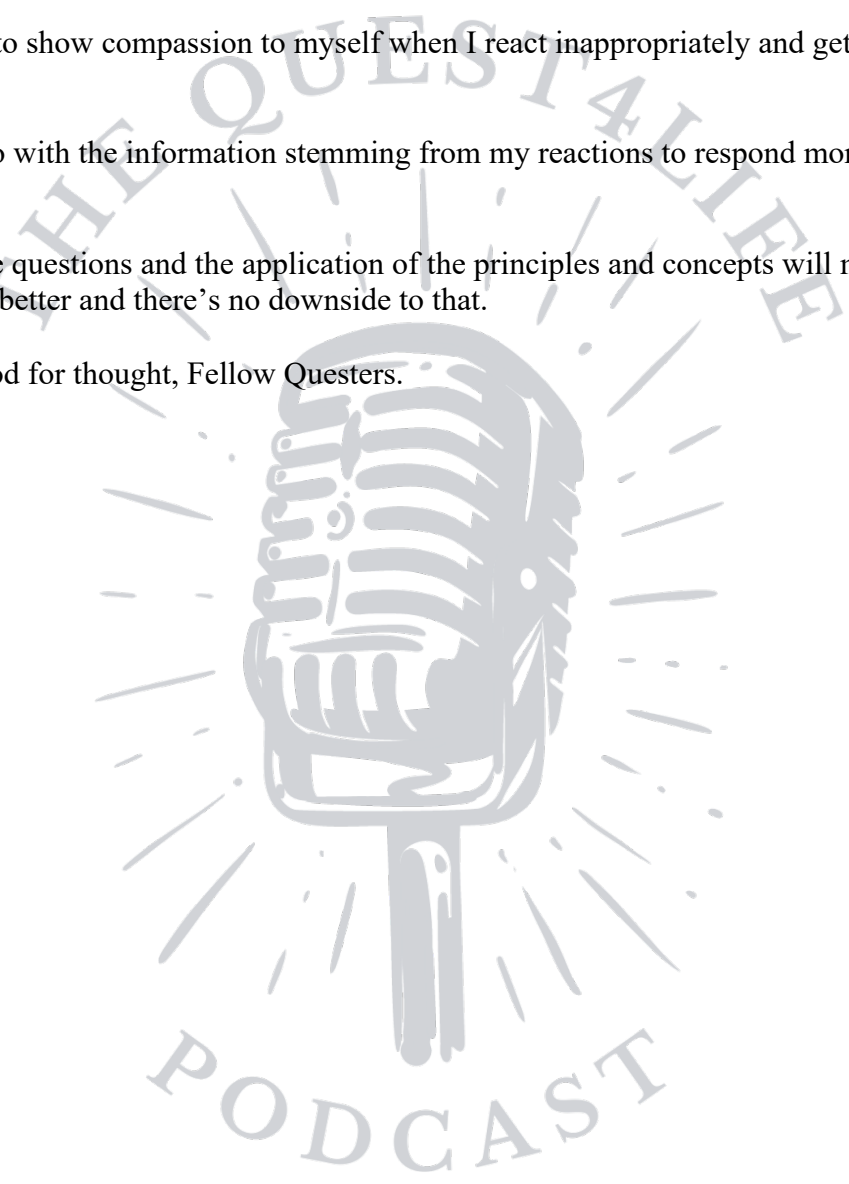 to show compassion to myself when I react inappropriately and get
with the information stemming from my reactions to respond
questions and the application of the principles and concepts will
better and there’s no downside to that.
for thought, Fellow Questers.
THE QUEST4LIFE
PODCAST